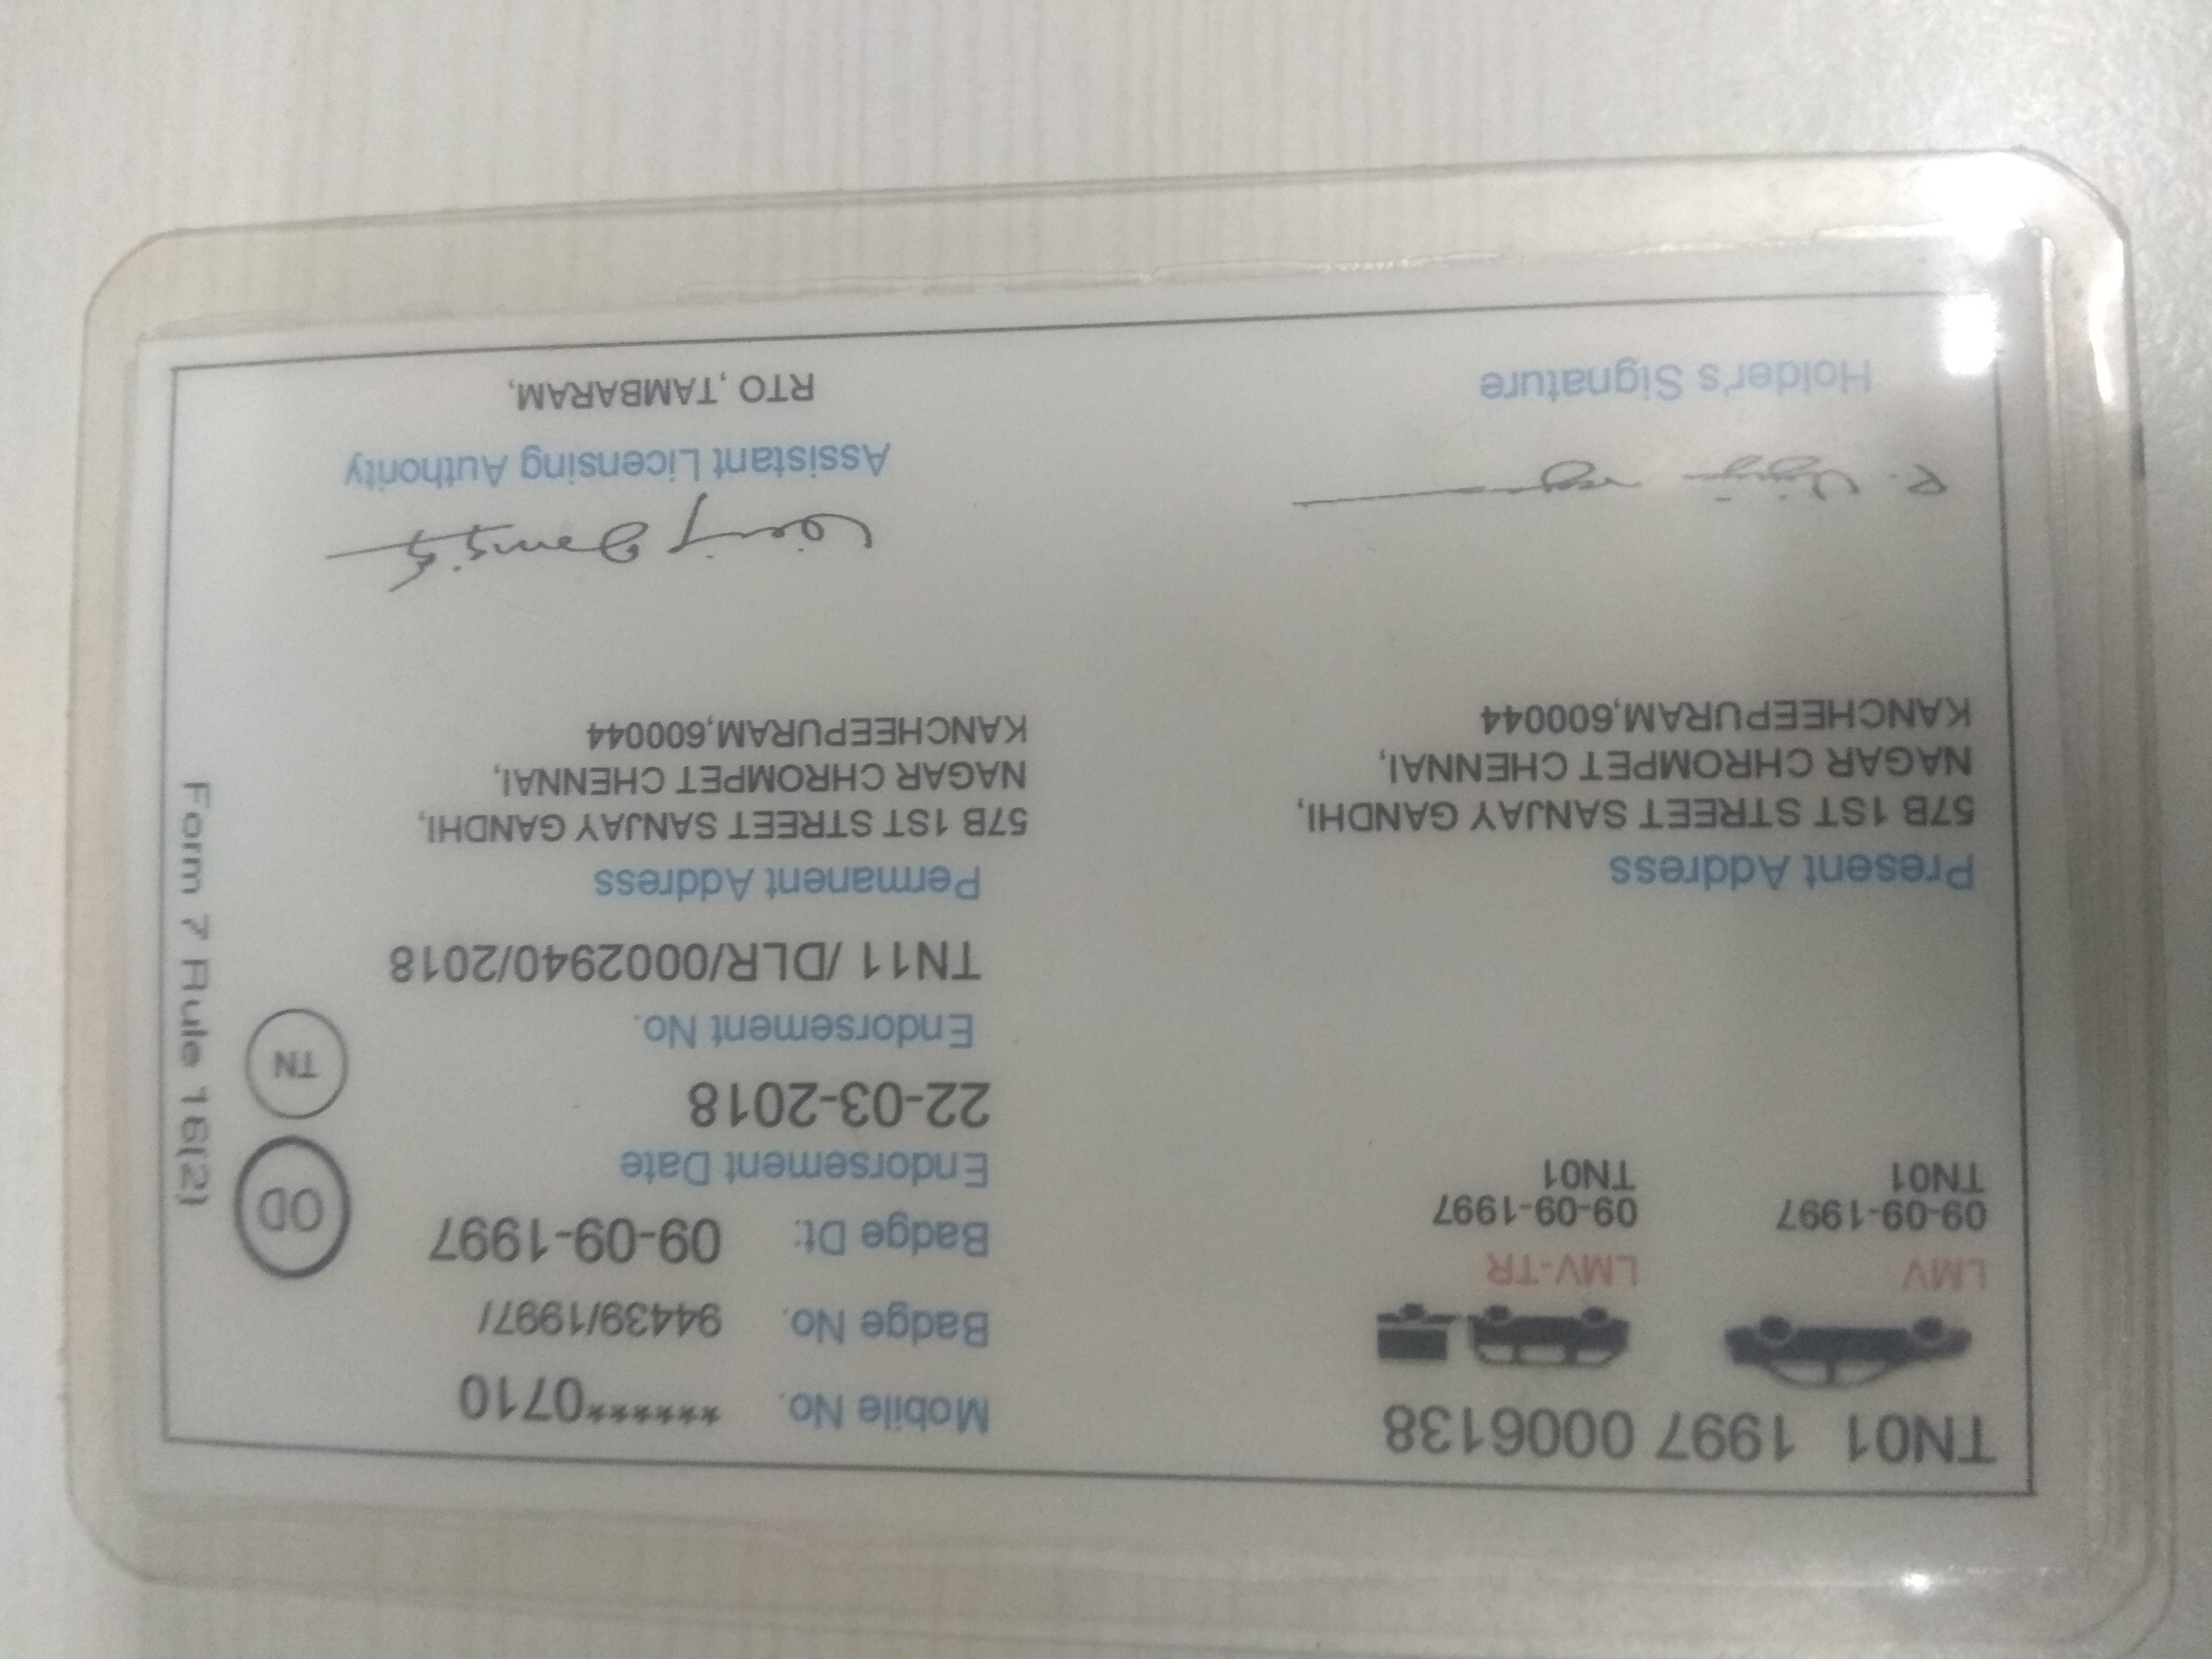 TN01 1997 0006138
LMV
09-09-1997
TN01
LMV-TR
09-09-1997
TN01
Present Address
57B 1ST STREET SANJAY GANDHI,
NAGAR CHROMPET CHENNAI,
KANCHEEPURAM,600044
Holder's Signature
Mobile No. ******0710
Badge No. 94439/1997/
Badge Dt: 09-09-1997
Endorsement Date
22-03-2018
Endorsement No.
TN11 /DLR/0002940/2018
Permanent Address
57B 1ST STREET SANJAY GANDHI,
NAGAR CHROMPET CHENNAI,
KANCHEEPURAM,600044
Assistant Licensing Authority
RTO ,TAMBARAM,
OD
TN
Form 7 Rule 16(2)